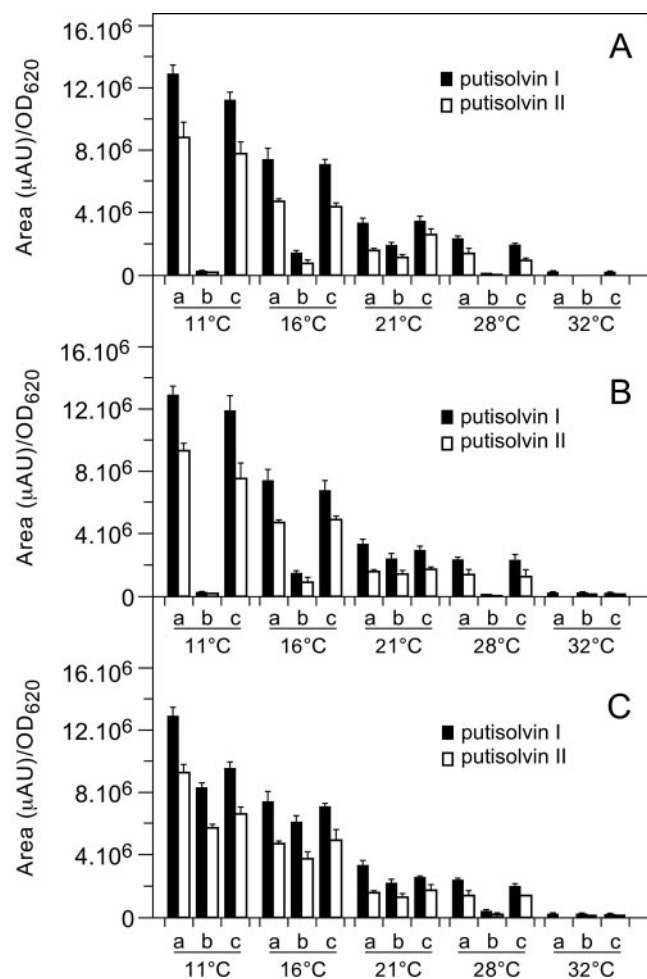 A
16.10⁶
12.10⁶
8.10⁶
4.10⁶
0
Area (µAU)/OD₆₂₀
putisolvin I
putisolvin II
a b c a b c a b c a b c a b c
11°C 16°C 21°C 28°C 32°C
B
16.10⁶
12.10⁶
8.10⁶
4.10⁶
0
Area (µAU)/OD₆₂₀
putisolvin I
putisolvin II
a b c a b c a b c a b c a b c
11°C 16°C 21°C 28°C 32°C
C
16.10⁶
12.10⁶
8.10⁶
4.10⁶
0
Area (µAU)/OD₆₂₀
putisolvin I
putisolvin II
a b c a b c a b c a b c a b c
11°C 16°C 21°C 28°C 32°C